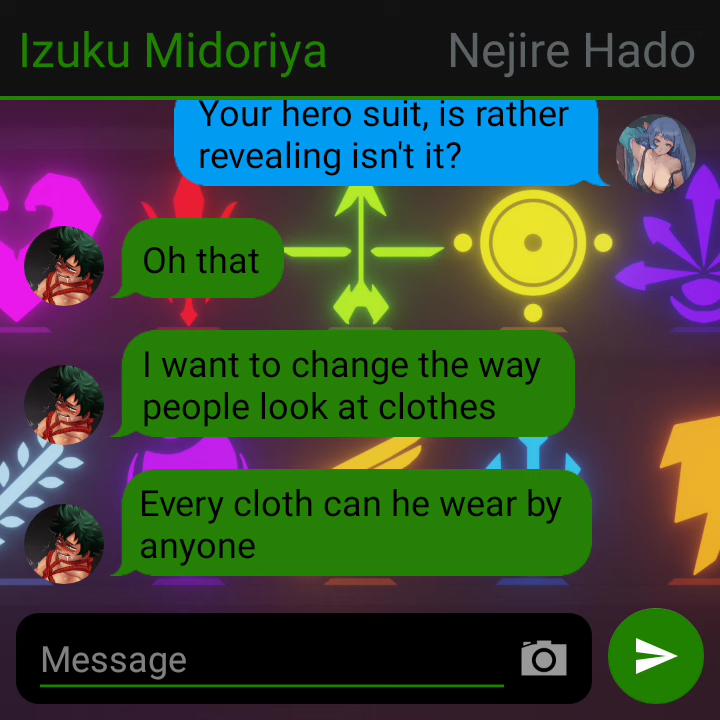 Izuku Midoriya
Nejire Hado
Your hero suit, is rather
revealing isn't it?
Oh that
I want to change the way
people look at clothes
Every cloth can he wear by
anyone
Message